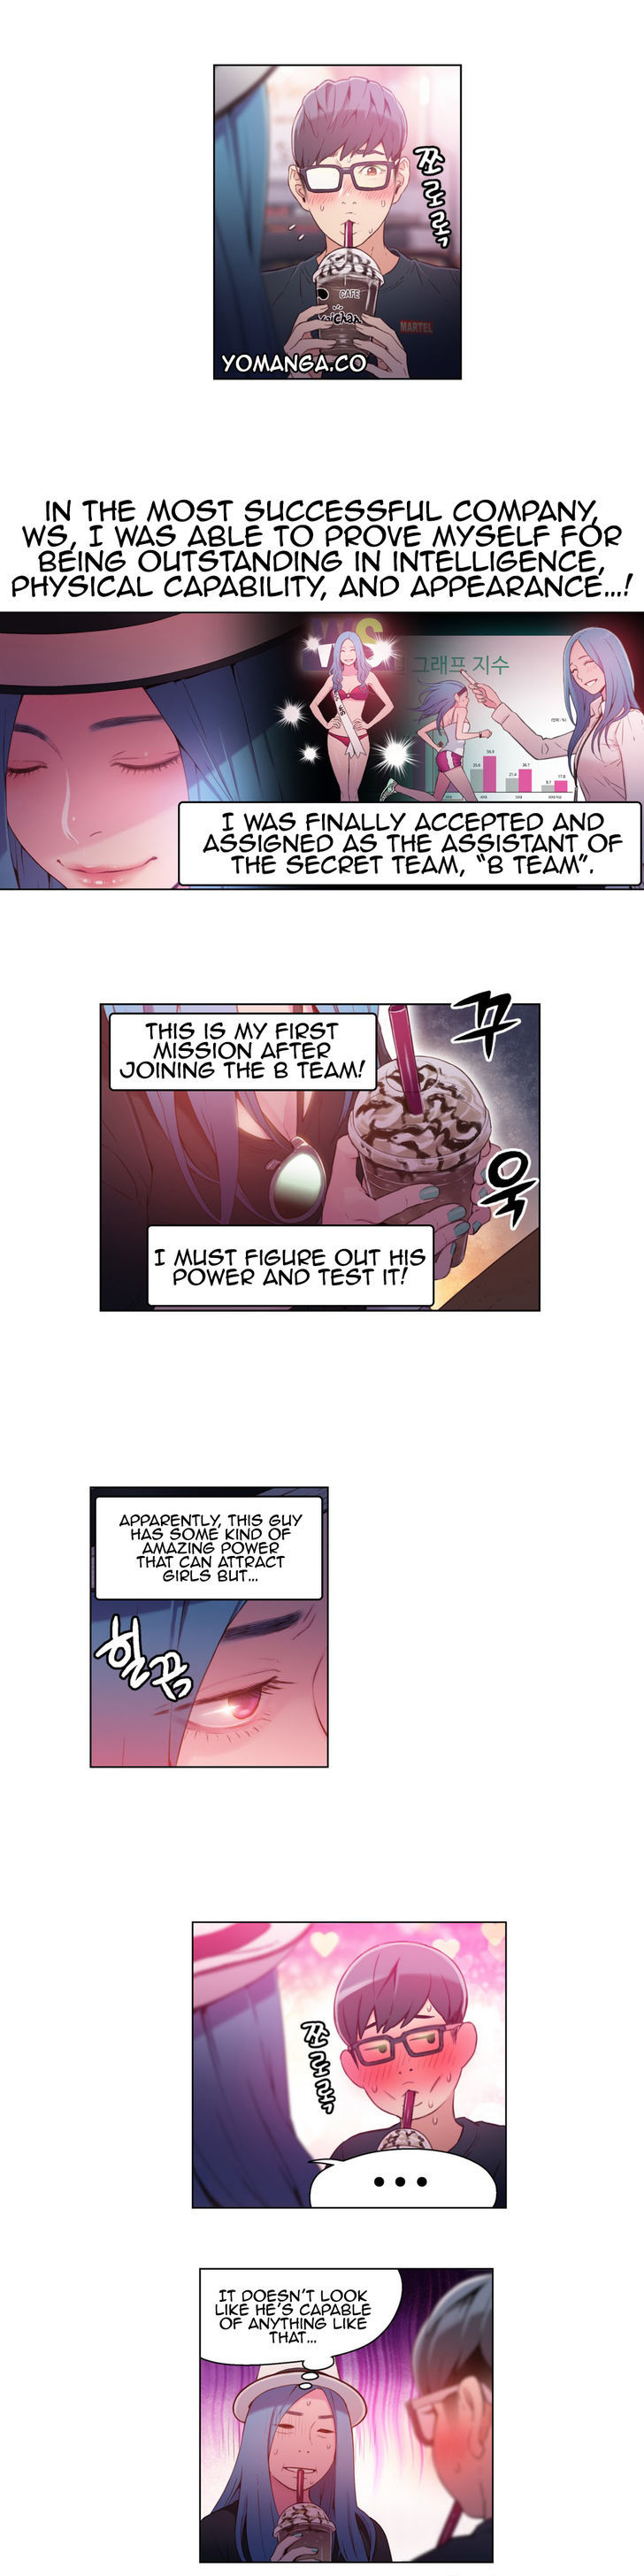 쪼로록
CAFE
YaiChan
MARTEL
YOMANGA.CO
IN THE MOST SUCCESSFUL COMPANY,
WS, I WAS ABLE TO PROVE MYSELF FOR
BEING OUTSTANDING IN INTELLIGENCE,
PHYSICAL CAPABILITY, AND APPEARANCE...!
WS
그래프 지수
I WAS FINALLY ACCEPTED AND
ASSIGNED AS THE ASSISTANT OF
THE SECRET TEAM, "B TEAM".
THIS IS MY FIRST
MISSION AFTER
JOINING THE B TEAM!
꾸
욱
I MUST FIGURE OUT HIS
POWER AND TEST IT!
APPARENTLY, THIS GUY
HAS SOME KIND OF
AMAZING POWER
THAT CAN ATTRACT
GIRLS BUT...
힐끔
쪼로록
...
IT DOESN'T LOOK
LIKE HE'S CAPABLE
OF ANYTHING LIKE
THAT...